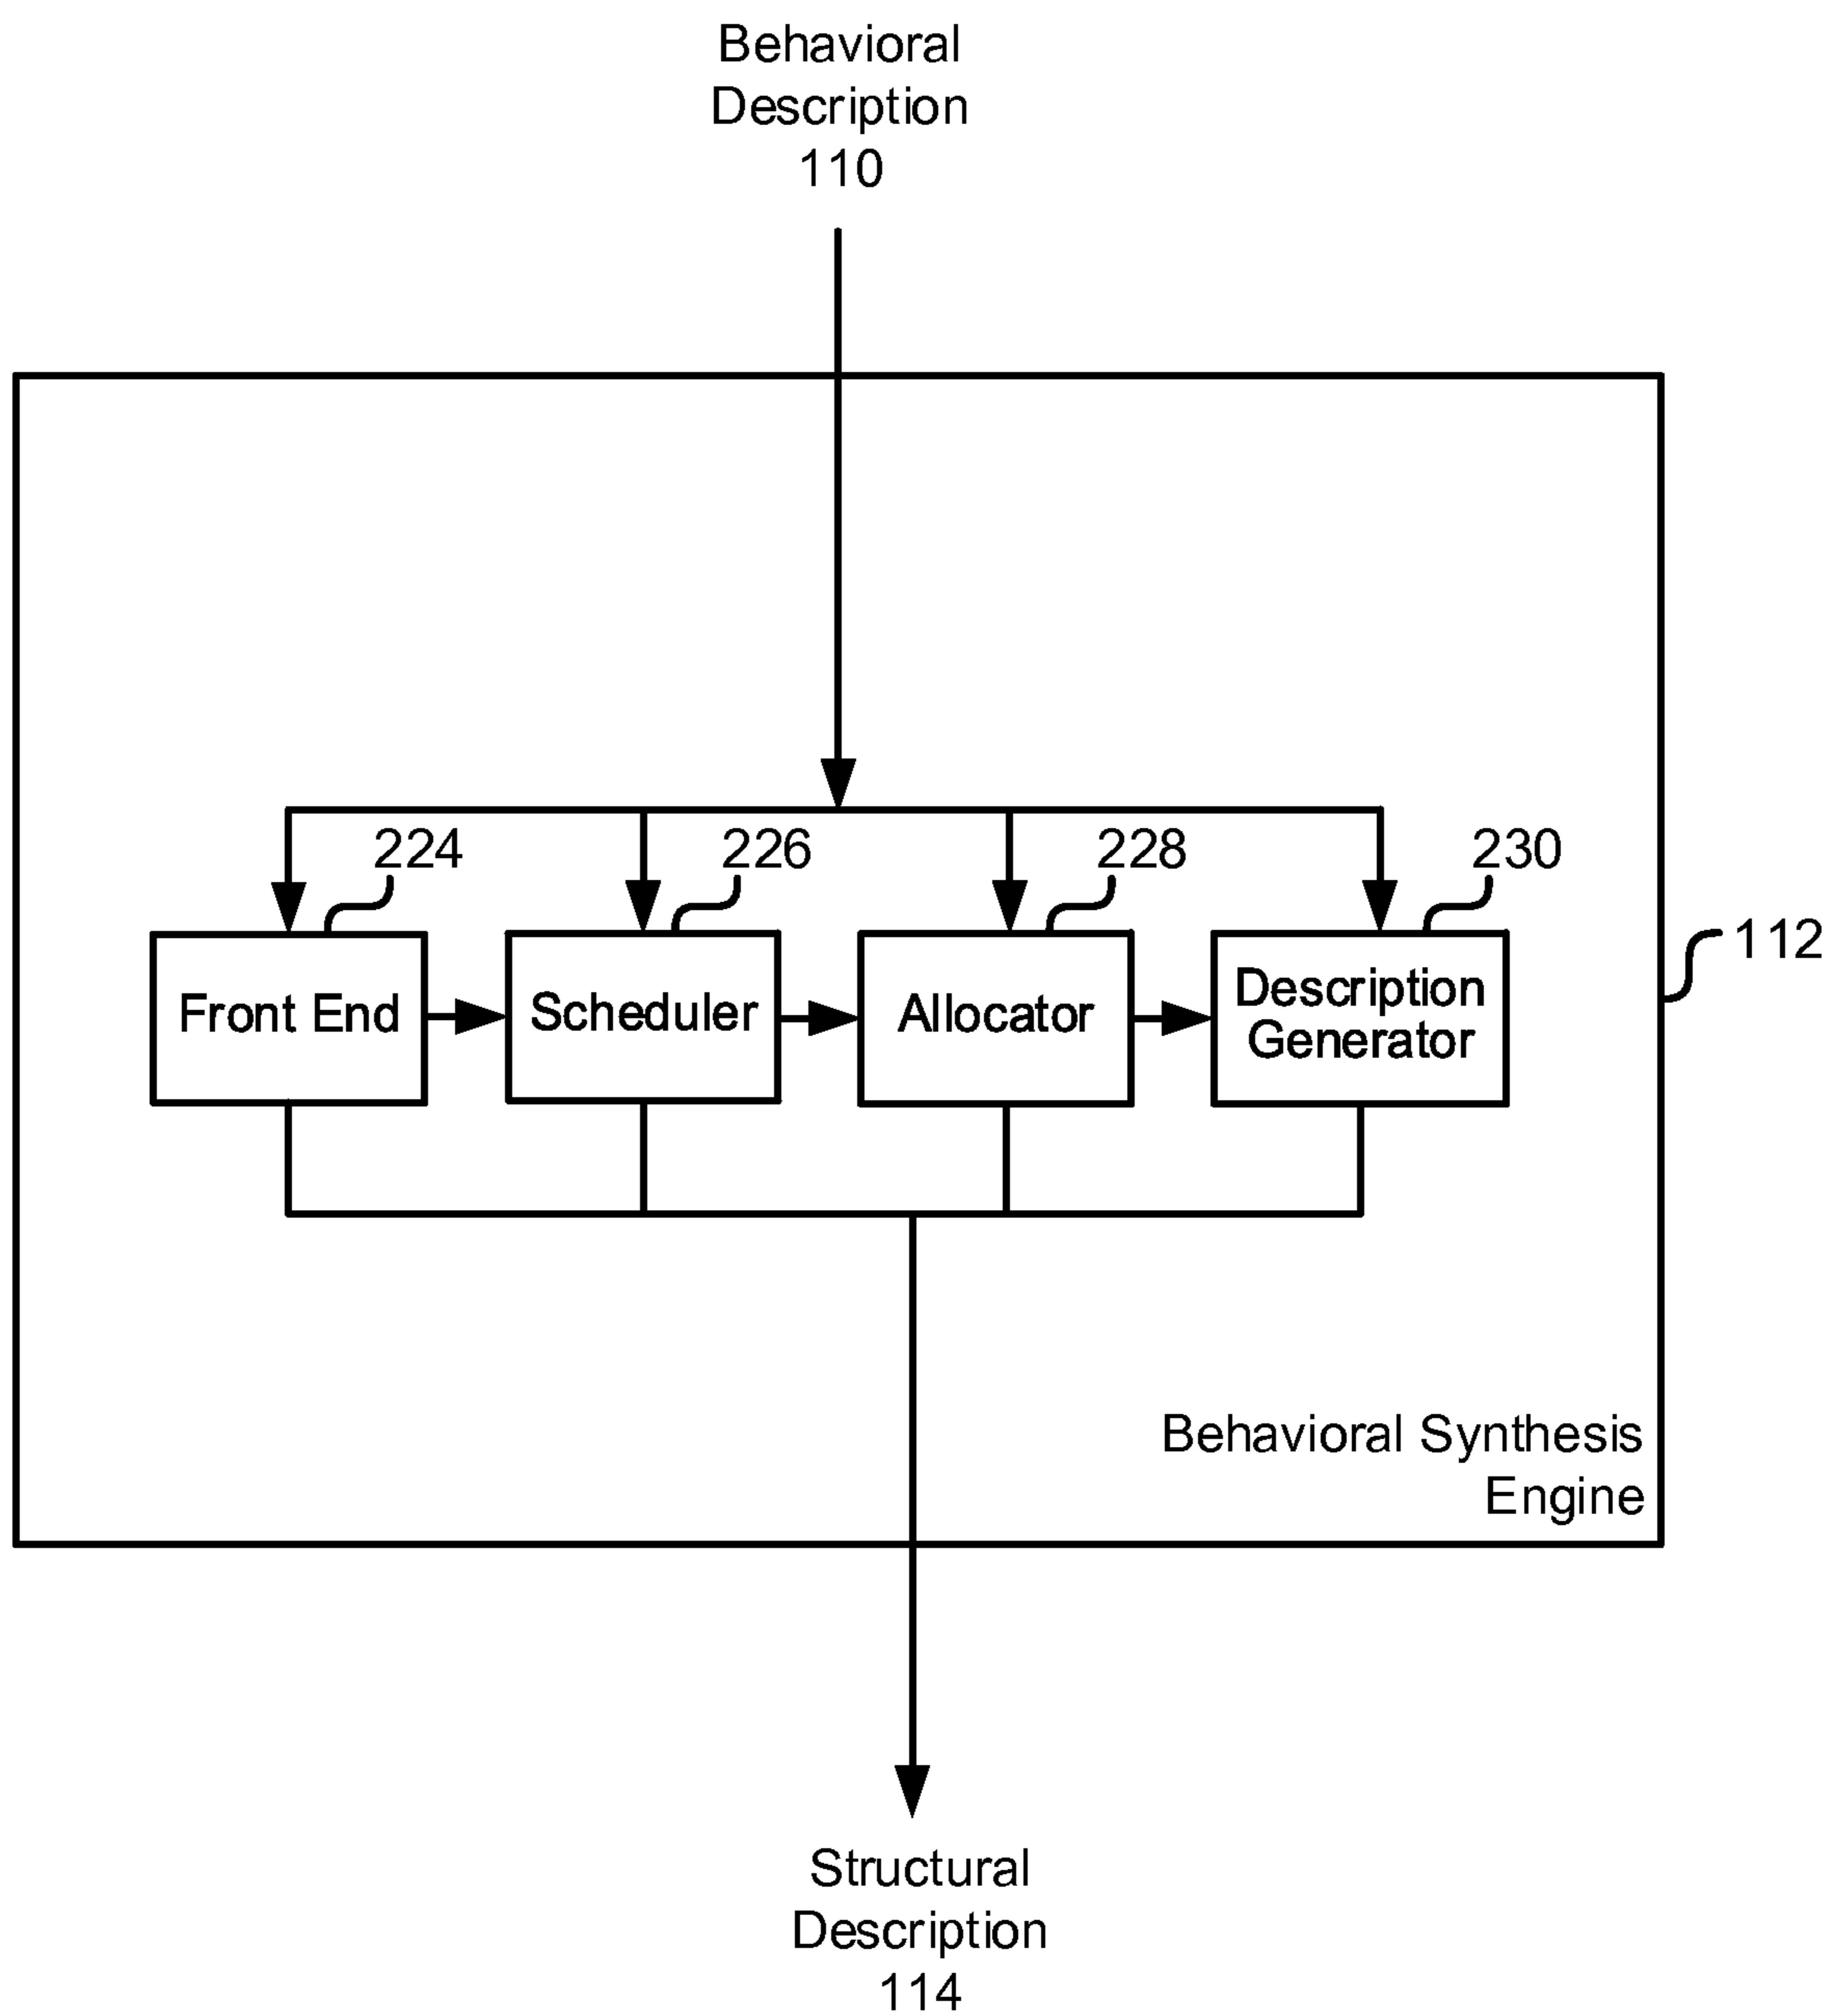 Behavioral
Description
110
224
226
228
230
112
Front End
Scheduler
Allocator
Description
Generator
Behavioral Synthesis
Engine
Structural
Description
114